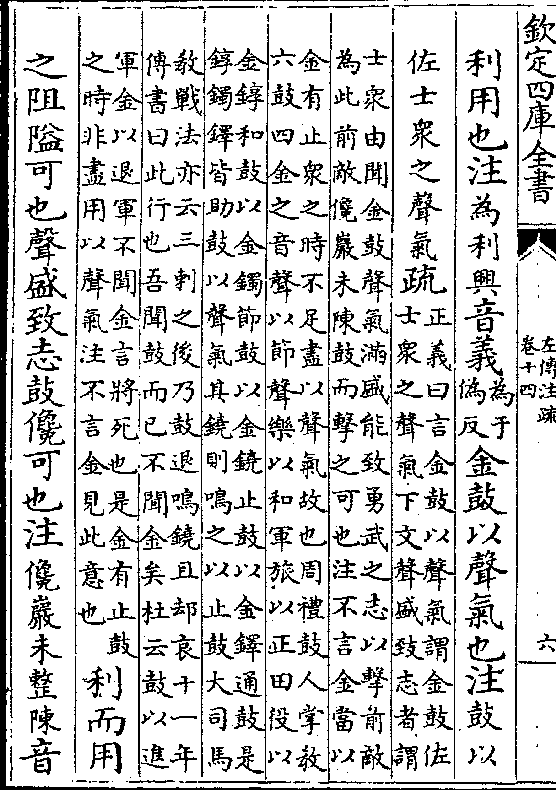 欽定四庫全書
左傳注疏
卷十四
六
利用也注為利興音義為于
偽反金鼓以聲氣也注鼓以
佐士衆之聲氣疏正義曰言金鼓以聲氣謂金鼓佐
士衆之聲氣下文聲盛致志者謂
士衆由聞金鼓聲氣滿盛能致勇武之志以擊前敵
為此前敵儳巖未陳鼓而擊之可也注不言金當以
金有止衆之時不足盡以聲氣故也周禮鼓人掌教
六鼓四金之音聲以節聲樂以和軍旅以正田役以
金錞和鼓以金鐲節鼓以金鐃止鼓以金鐸通鼓是
錞鐲鐸皆助鼓以聲氣其鐃則鳴之以止鼓大司馬
教戰法亦云三刺之後乃鼓退鳴鐃且却哀十一年
傳書曰此行也吾聞鼓而已不聞金矣杜云鼓以進
軍金以退軍不聞金言將死也是金有止鼓
之時非盡用以聲氣注不言金見此意也利而用
之阻隘可也聲盛致志鼓儳可也注儳巖未整陳音